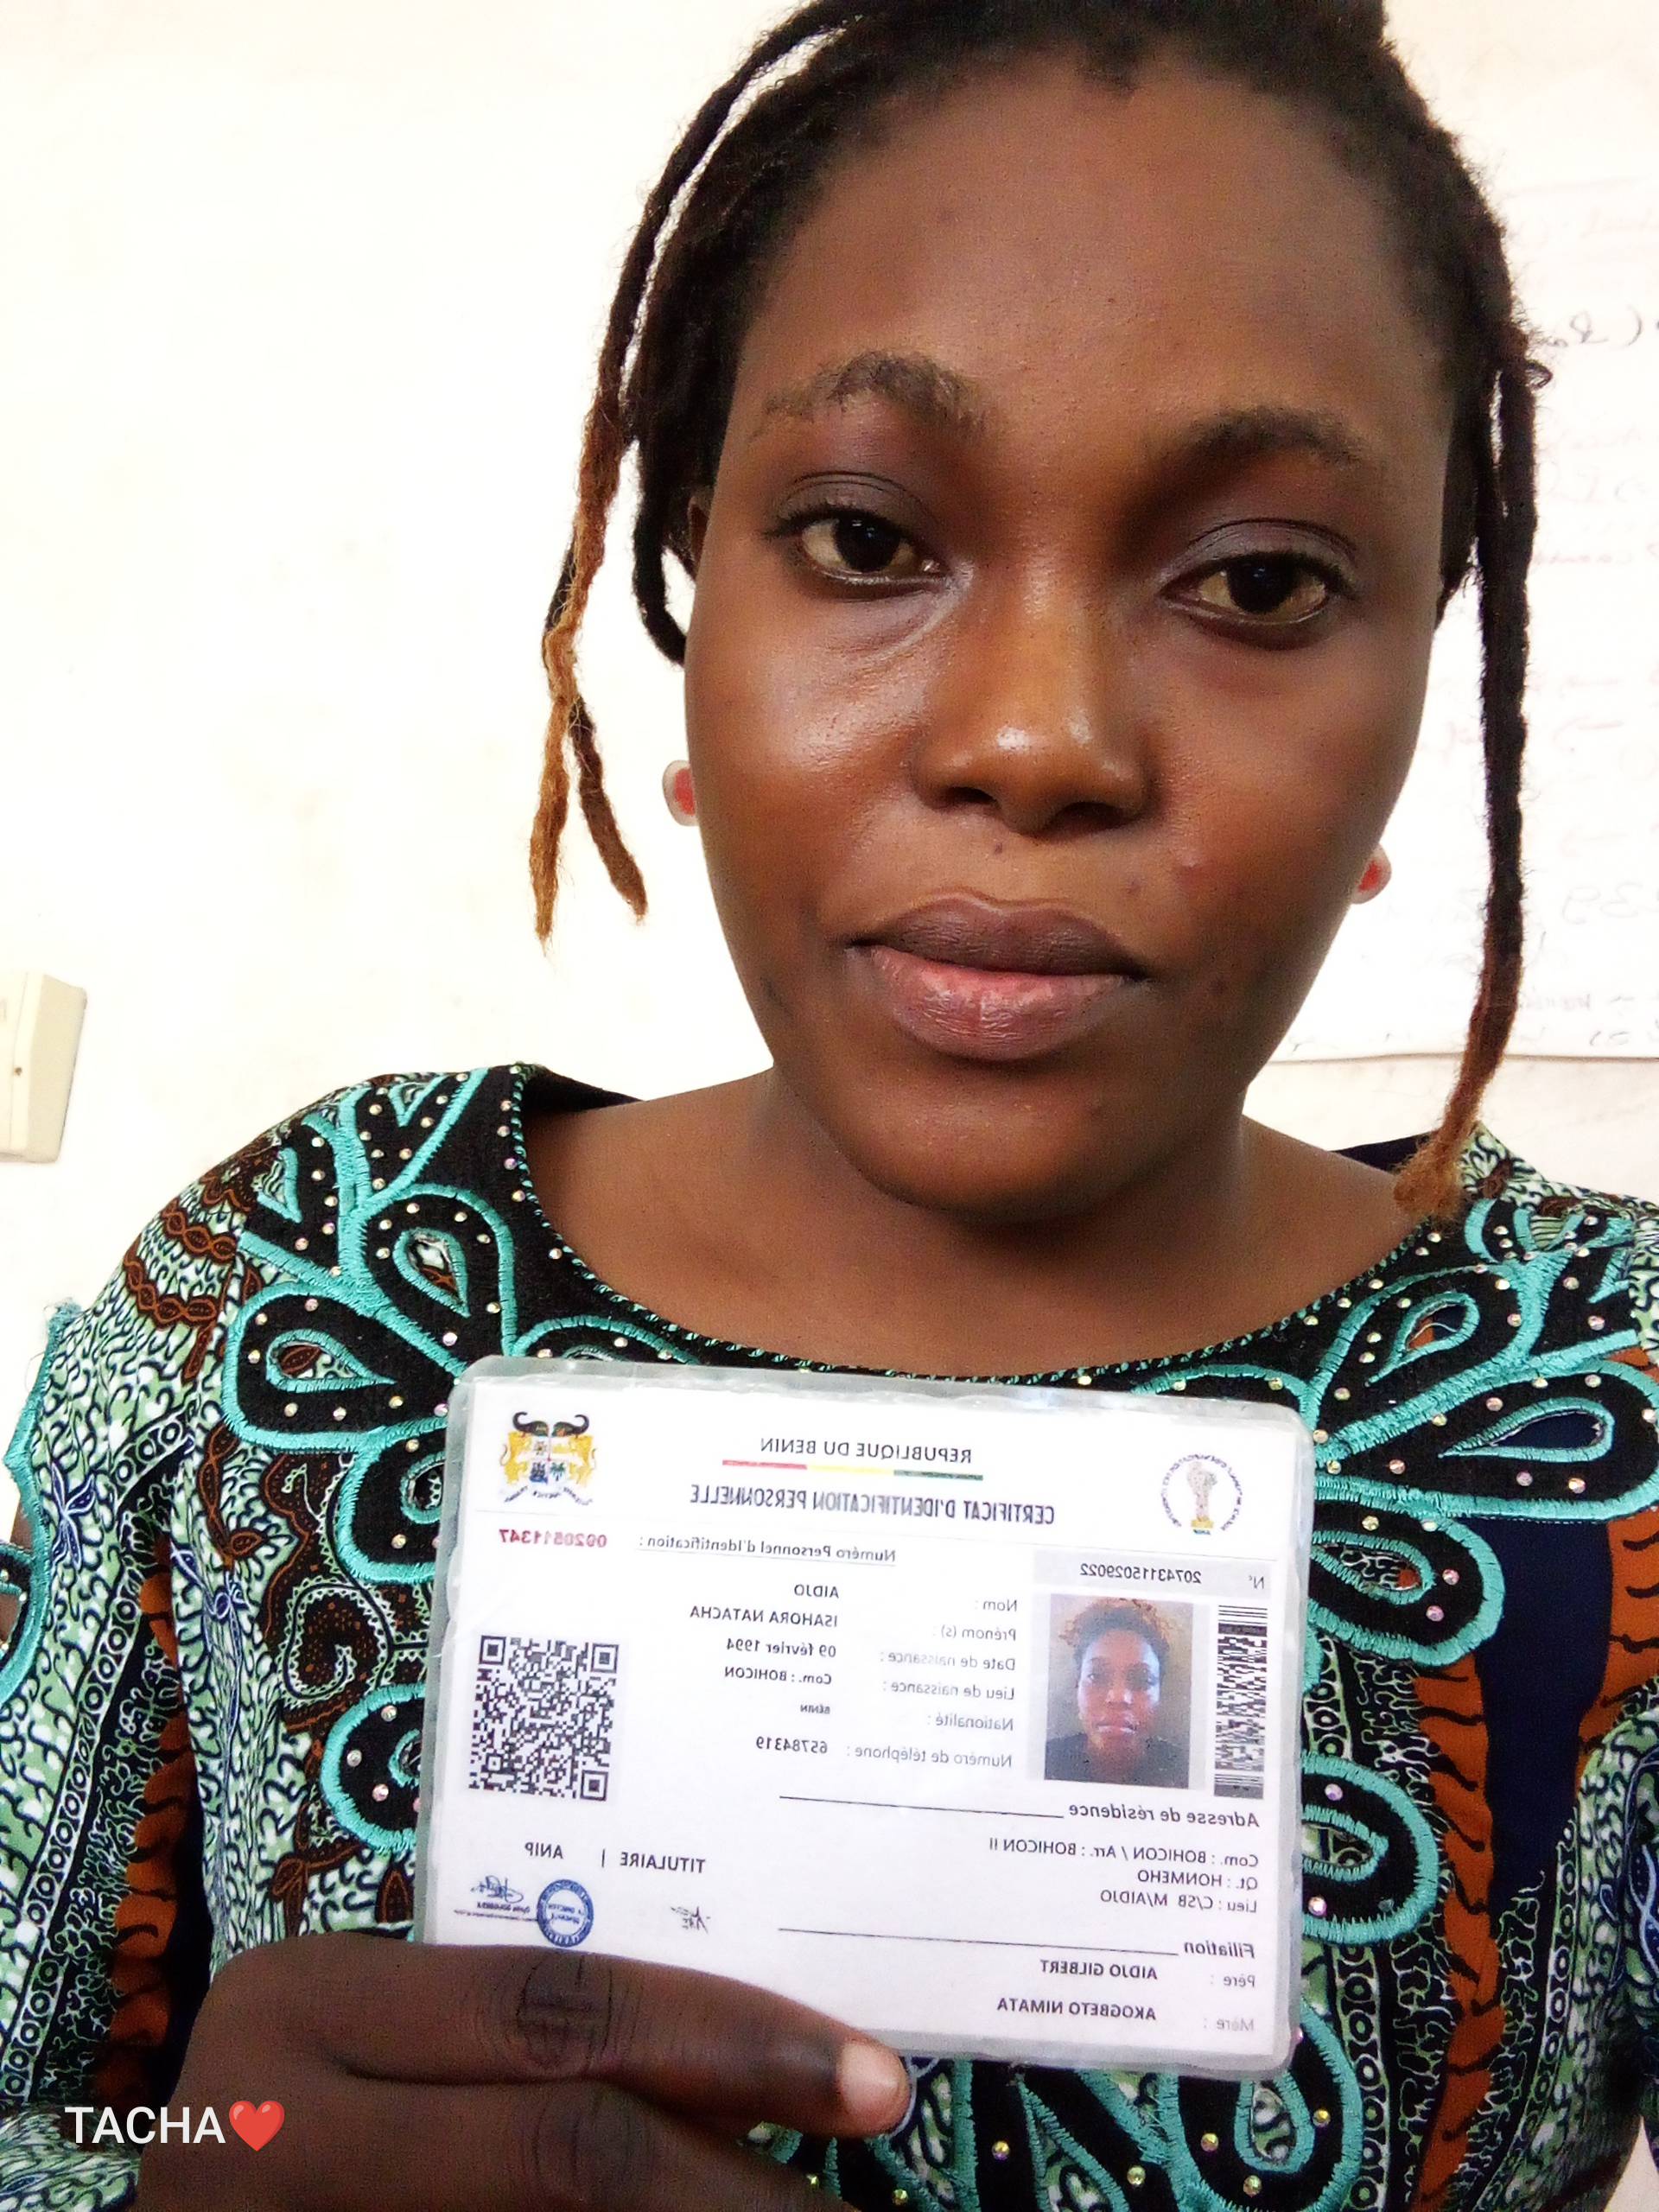 REPUBLIQUE DU BENIN
CERTIFICAT D'IDENTIFICATION PERSONNELLE
Numéro Personnel d'Identification :
N° 20743115029022
Nom : AIDJO
Prénom (s) : ISAHORA NATACHA
Date de naissance : 09 février 1994
Lieu de naissance : Com. : BOHICON
Nationalité : BÉNIN
Numéro de téléphone : 65784319
Adresse de résidence
Com. : BOHICON / Arr. : BOHICON II
Qt. : HONMEHO
Lieu : C/SB M/AIDJO
TITULAIRE | ANIP
Filiation
Père : AIDJO GILBERT
Mère : AKOGBETO NIMATA
TACHA❤️